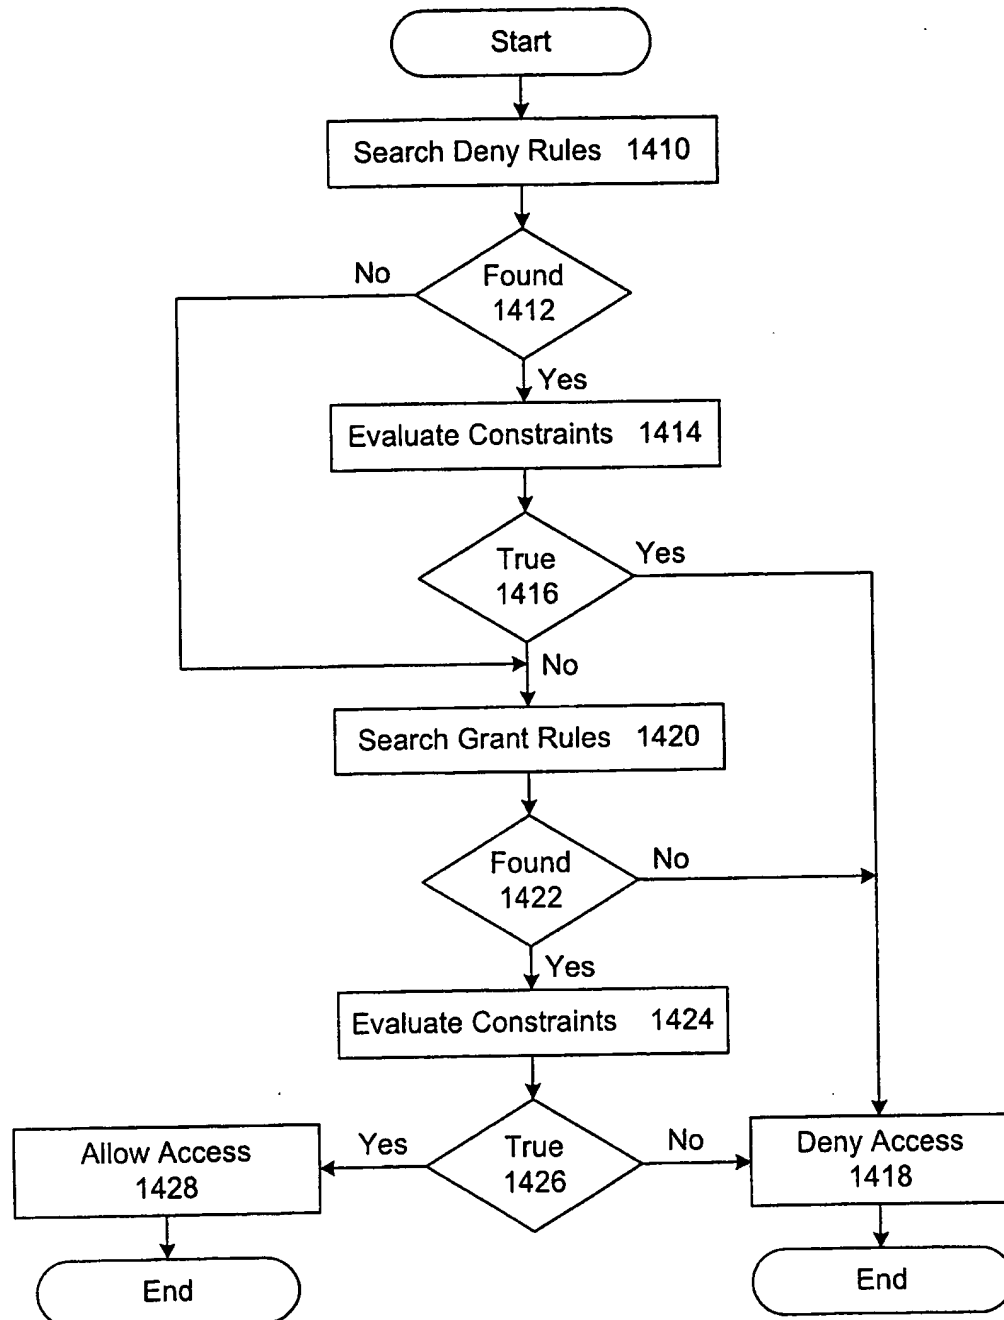 Start
Search Deny Rules 1410
No
Found
1412
Yes
Evaluate Constraints 1414
True
1416
Yes
No
Search Grant Rules 1420
Found
1422
No
Yes
Evaluate Constraints 1424
Allow Access
1428
Yes
True
1426
No
Deny Access
1418
End
End